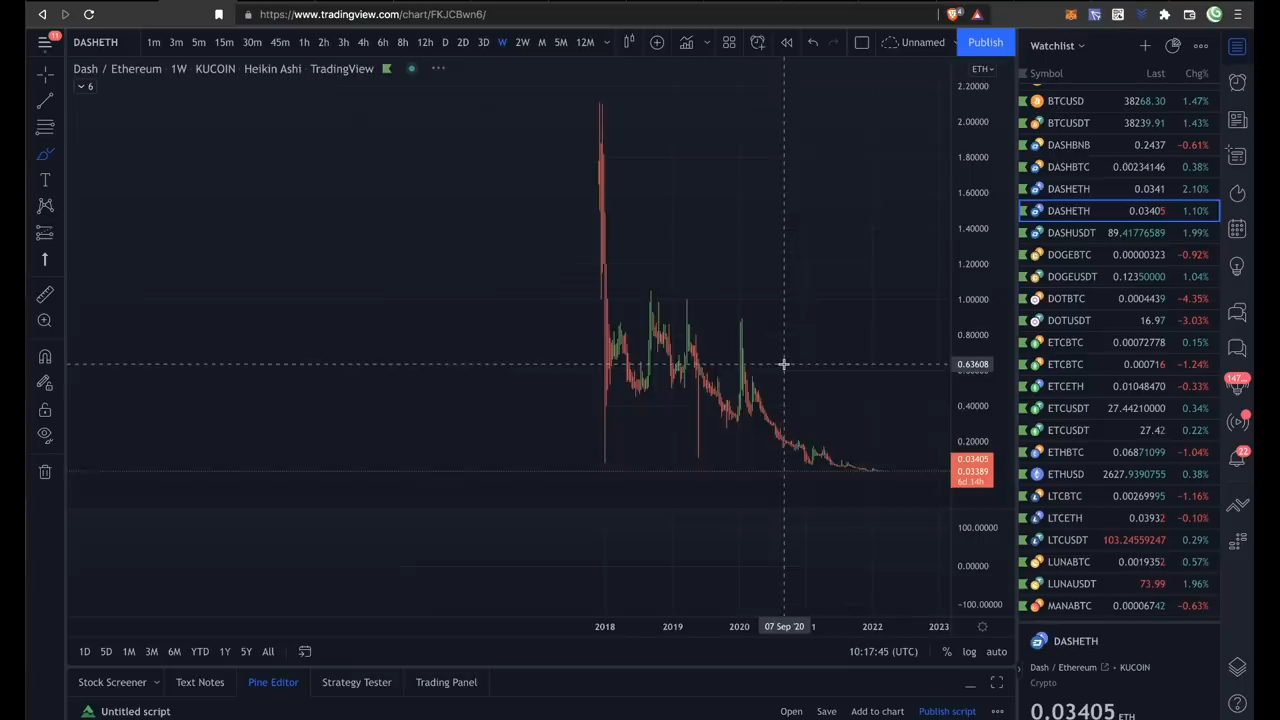 https://www.tradingview.com/chart/FKJCBwn6/
4
11
DASHETH 1m 3m 5m 15m 30m 45m 1h 2h 3h 4h 6h 8h 12h D 2D 3D W 2W M 5M 12M Unnamed Publish
Dash / Ethereum 1W KUCOIN Heikin Ashi TradingView
6
ETH
2.20000
2.00000
1.80000
1.60000
1.40000
1.20000
1.00000
0.80000
0.63608
0.40000
0.20000
0.03405
0.03389
6d 14h
100.00000
0.00000
−100.00000
2018 2019 2020 07 Sep '20 1 2022 2023
1D 5D 1M 3M 6M YTD 1Y 5Y All 10:17:45 (UTC) % log auto
Stock Screener Text Notes Pine Editor Strategy Tester Trading Panel
Untitled script Open Save Add to chart Publish script
Watchlist
Symbol Last Chg%
BTCUSD 38268.30 1.47%
BTCUSDT 38239.91 1.43%
DASHBNB 0.2437 −0.61%
DASHBTC 0.00234146 0.38%
DASHETH 0.0341 2.10%
DASHETH 0.03405 1.10%
DASHUSDT 89.41776589 1.99%
DOGEBTC 0.00000323 −0.92%
DOGEUSDT 0.12350000 1.04%
DOTBTC 0.0004439 −4.35%
DOTUSDT 16.97 −3.03%
ETCBTC 0.00072778 0.15%
ETCBTC 0.000716 −1.24%
ETCETH 0.01048470 −0.33%
ETCUSDT 27.44210000 0.34%
ETCUSDT 27.42 0.22%
ETHBTC 0.06871099 −1.04%
ETHUSD 2627.9390755 0.38%
LTCBTC 0.00269995 −1.16%
LTCETH 0.03932 −0.10%
LTCUSDT 103.24559247 0.29%
LUNABTC 0.0019352 0.57%
LUNAUSDT 73.99 1.96%
MANABTC 0.00006742 −0.63%
DASHETH
Dash / Ethereum KUCOIN
Crypto
0.03405 ETH
147...
22